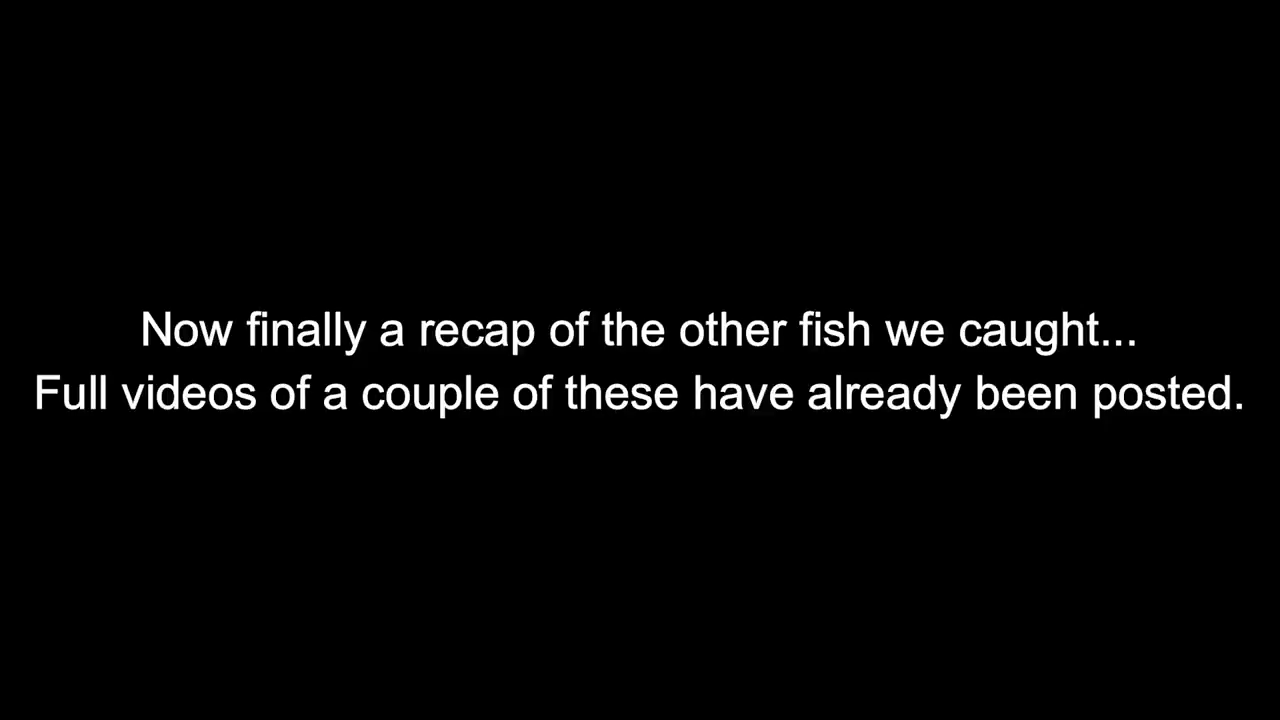 Now finally a recap of the other fish we caught...
Full videos of a couple of these have already been posted.